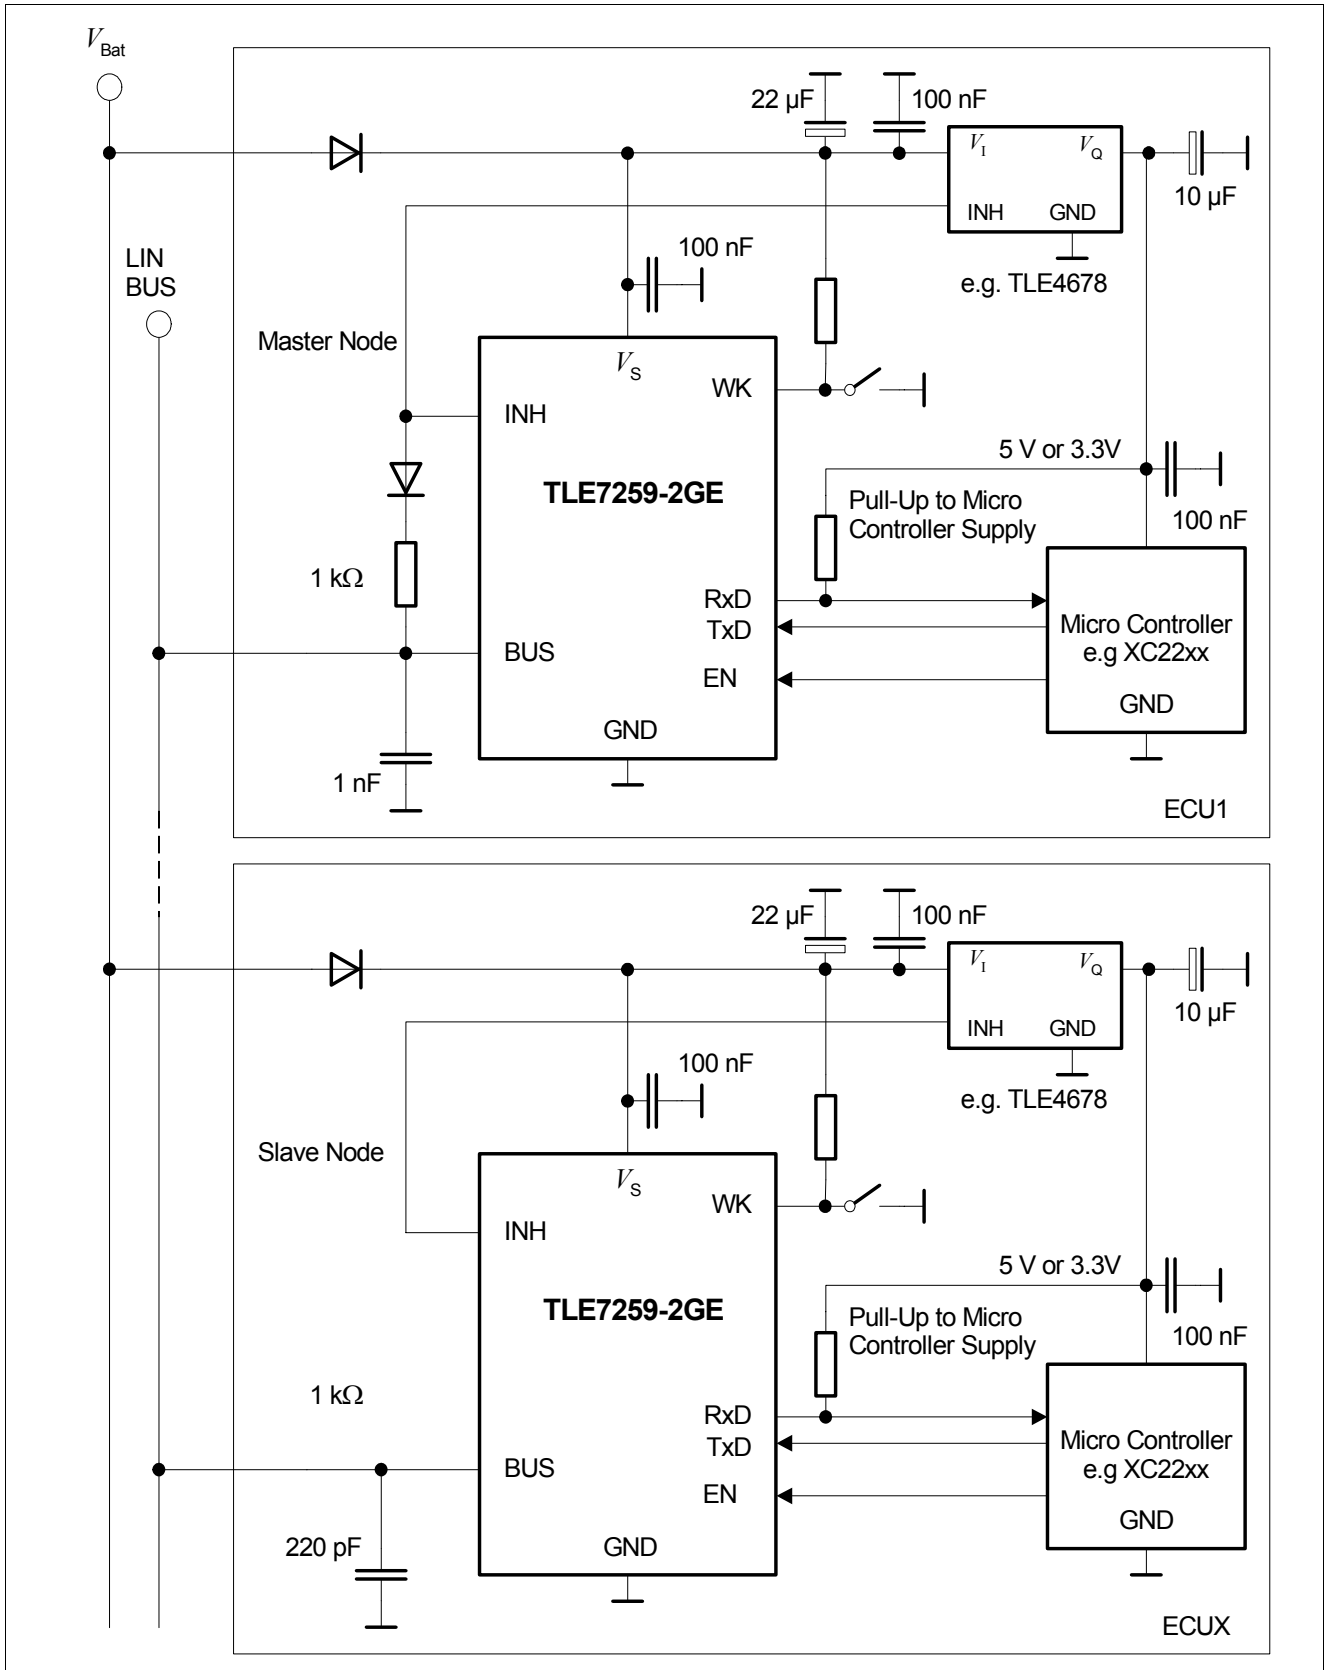 VBat
22 µF
100 nF
VI
VQ
10 µF
INH
GND
LIN
BUS
100 nF
e.g. TLE4678
Master Node
VS
WK
INH
5 V or 3.3V
TLE7259-2GE
Pull-Up to Micro
Controller Supply
100 nF
1 kΩ
RxD
TxD
Micro Controller
e.g XC22xx
BUS
EN
GND
GND
1 nF
ECU1
22 µF
100 nF
VI
VQ
10 µF
INH
GND
100 nF
e.g. TLE4678
Slave Node
VS
WK
INH
5 V or 3.3V
TLE7259-2GE
Pull-Up to Micro
Controller Supply
100 nF
1 kΩ
RxD
TxD
Micro Controller
e.g XC22xx
BUS
EN
GND
220 pF
GND
ECUX